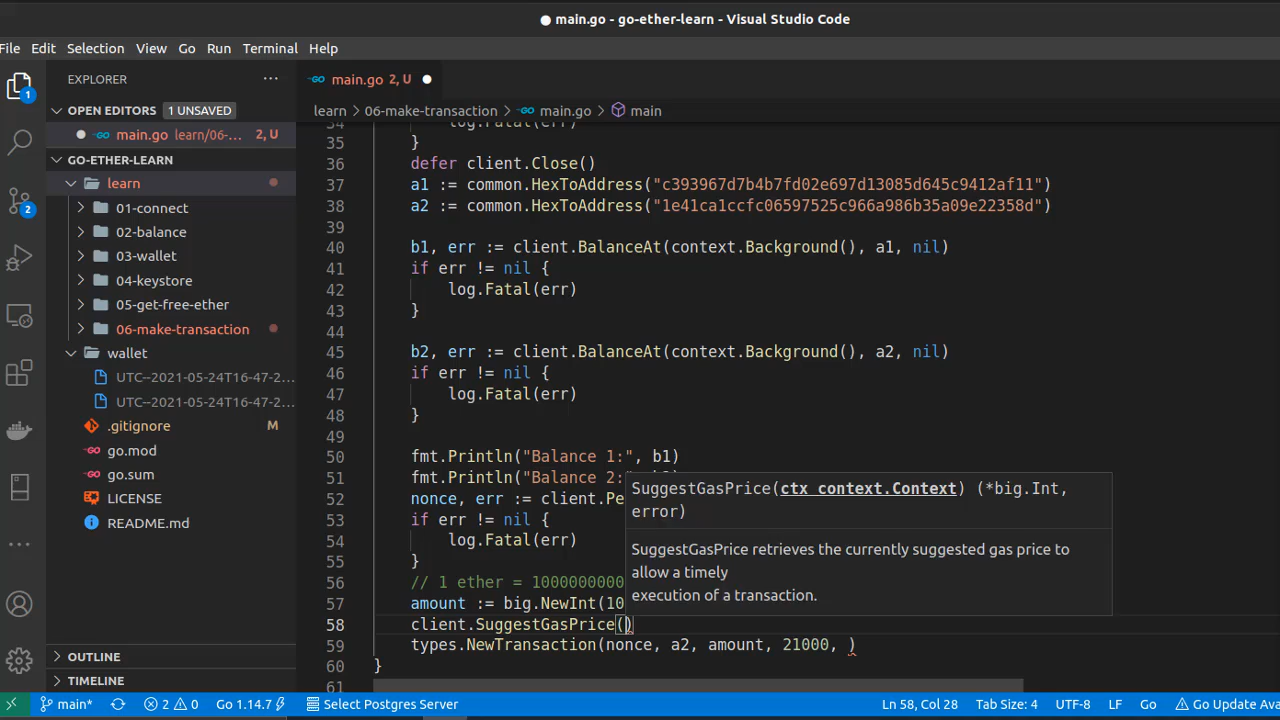 main.go - go-ether-learn - Visual Studio Code
File Edit Selection View Go Run Terminal Help
EXPLORER
main.go 2, U
OPEN EDITORS 1 UNSAVED
learn > 06-make-transaction > main.go > main
main.go learn/06-... 2, U
GO-ETHER-LEARN
learn
01-connect
02-balance
03-wallet
04-keystore
05-get-free-ether
06-make-transaction
wallet
UTC--2021-05-24T16-47-2...
UTC--2021-05-24T16-47-2...
.gitignore M
go.mod
go.sum
LICENSE
README.md
OUTLINE
TIMELINE
1
2
34 log.Fatal(err)
35 }
36 defer client.Close()
37 a1 := common.HexToAddress("c393967d7b4b7fd02e697d13085d645c9412af11")
38 a2 := common.HexToAddress("1e41ca1ccfc06597525c966a986b35a09e22358d")
39
40 b1, err := client.BalanceAt(context.Background(), a1, nil)
41 if err != nil {
42 log.Fatal(err)
43 }
44
45 b2, err := client.BalanceAt(context.Background(), a2, nil)
46 if err != nil {
47 log.Fatal(err)
48 }
49
50 fmt.Println("Balance 1:", b1)
51 fmt.Println("Balance 2:"
52 nonce, err := client.Pe
53 if err != nil {
54 log.Fatal(err)
55 }
56 // 1 ether = 1000000000
57 amount := big.NewInt(10
58 client.SuggestGasPrice()
59 types.NewTransaction(nonce, a2, amount, 21000, )
60 }
61
SuggestGasPrice(ctx context.Context) (*big.Int,
error)
SuggestGasPrice retrieves the currently suggested gas price to
allow a timely
execution of a transaction.
main* 2 0 Go 1.14.7 Select Postgres Server Ln 58, Col 28 Tab Size: 4 UTF-8 LF Go Go Update Ava